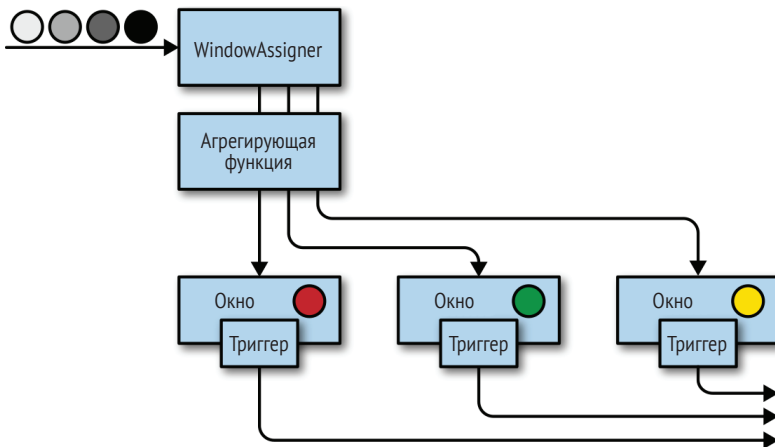 WindowAssigner
Агрегирующая
функция
Окно
Окно
Окно
Триггер
Триггер
Триггер